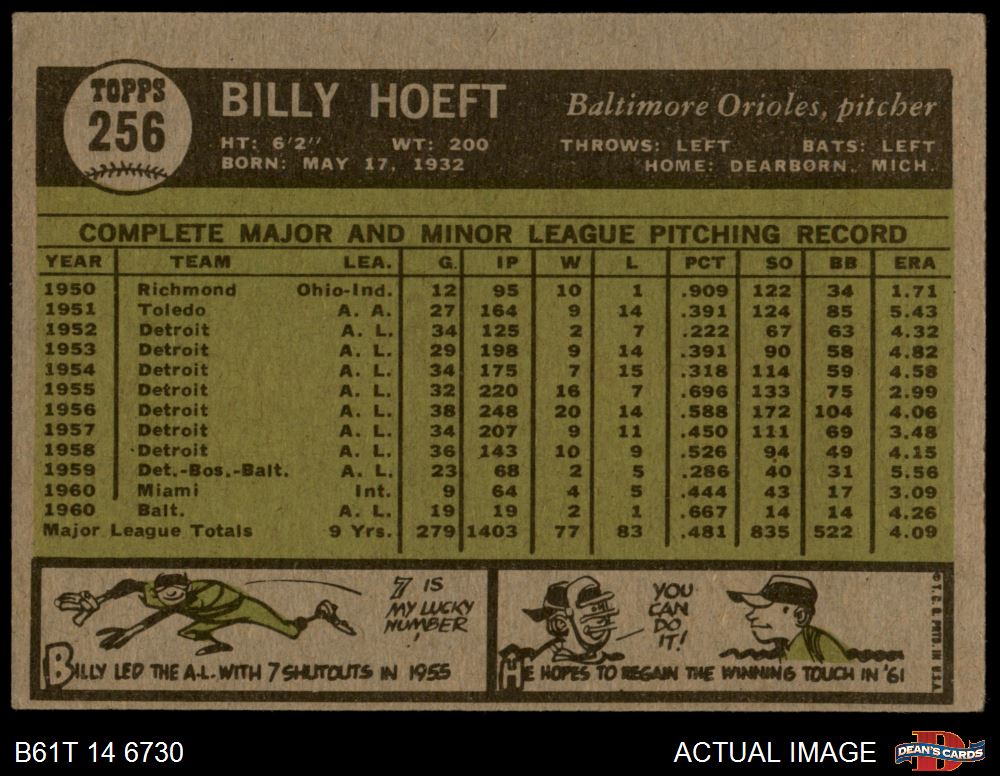 TOPPS
256
BILLY HOEFT Baltimore Orioles, pitcher
HT: 6'2" WT: 200 THROWS: LEFT BATS: LEFT
BORN: MAY 17, 1932 HOME: DEARBORN, MICH.
COMPLETE MAJOR AND MINOR LEAGUE PITCHING RECORD
YEAR TEAM LEA. G. IP W L PCT SO BB ERA
1950 Richmond Ohio-Ind. 12 95 10 1 .909 122 34 1.71
1951 Toledo A. A. 27 164 9 14 .391 124 85 5.43
1952 Detroit A. L. 34 125 2 7 .222 67 63 4.32
1953 Detroit A. L. 29 198 9 14 .391 90 58 4.82
1954 Detroit A. L. 34 175 7 15 .318 114 59 4.58
1955 Detroit A. L. 32 220 16 7 .696 133 75 2.99
1956 Detroit A. L. 38 248 20 14 .588 172 104 4.06
1957 Detroit A. L. 34 207 9 11 .450 111 69 3.48
1958 Detroit A. L. 36 143 10 9 .526 94 49 4.15
1959 Det.-Bos.-Balt. A. L. 23 68 2 5 .286 40 31 5.56
1960 Miami Int. 9 64 4 5 .444 43 17 3.09
1960 Balt. A. L. 19 19 2 1 .667 14 14 4.26
Major League Totals 9 Yrs. 279 1403 77 83 .481 835 522 4.09
7 IS
MY LUCKY
NUMBER!
BILLY LED THE A.L. WITH 7 SHUTOUTS IN 1955
YOU
CAN
DO
IT!
HE HOPES TO REGAIN THE WINNING TOUCH IN '61
© T. C. G. PRTD. IN U.S.A.
B61T 14 6730 ACTUAL IMAGE
DEAN'S CARDS